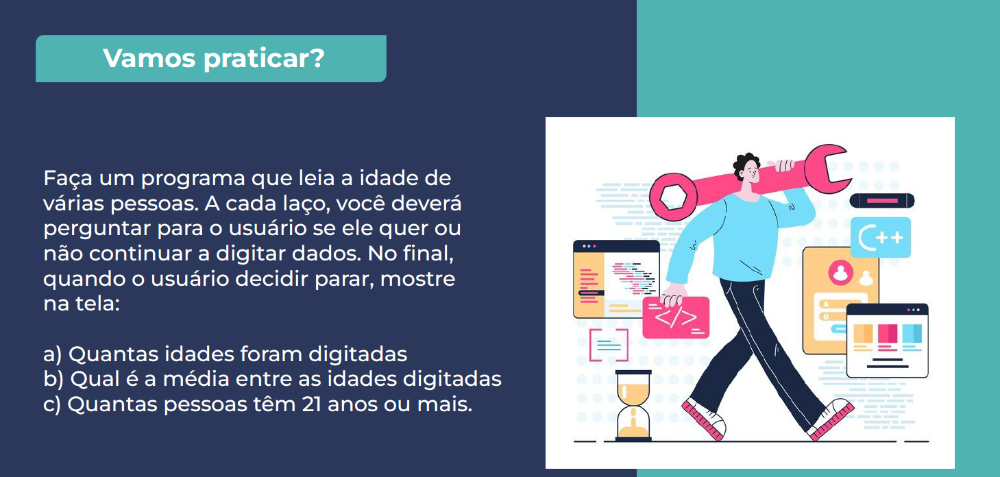 Vamos praticar?
Faça um programa que leia a idade de
várias pessoas. A cada laço, você deverá
perguntar para o usuário se ele quer ou
não continuar a digitar dados. No final,
quando o usuário decidir parar, mostre
na tela:
a) Quantas idades foram digitadas
b) Qual é a média entre as idades digitadas
c) Quantas pessoas têm 21 anos ou mais.
C++
</>